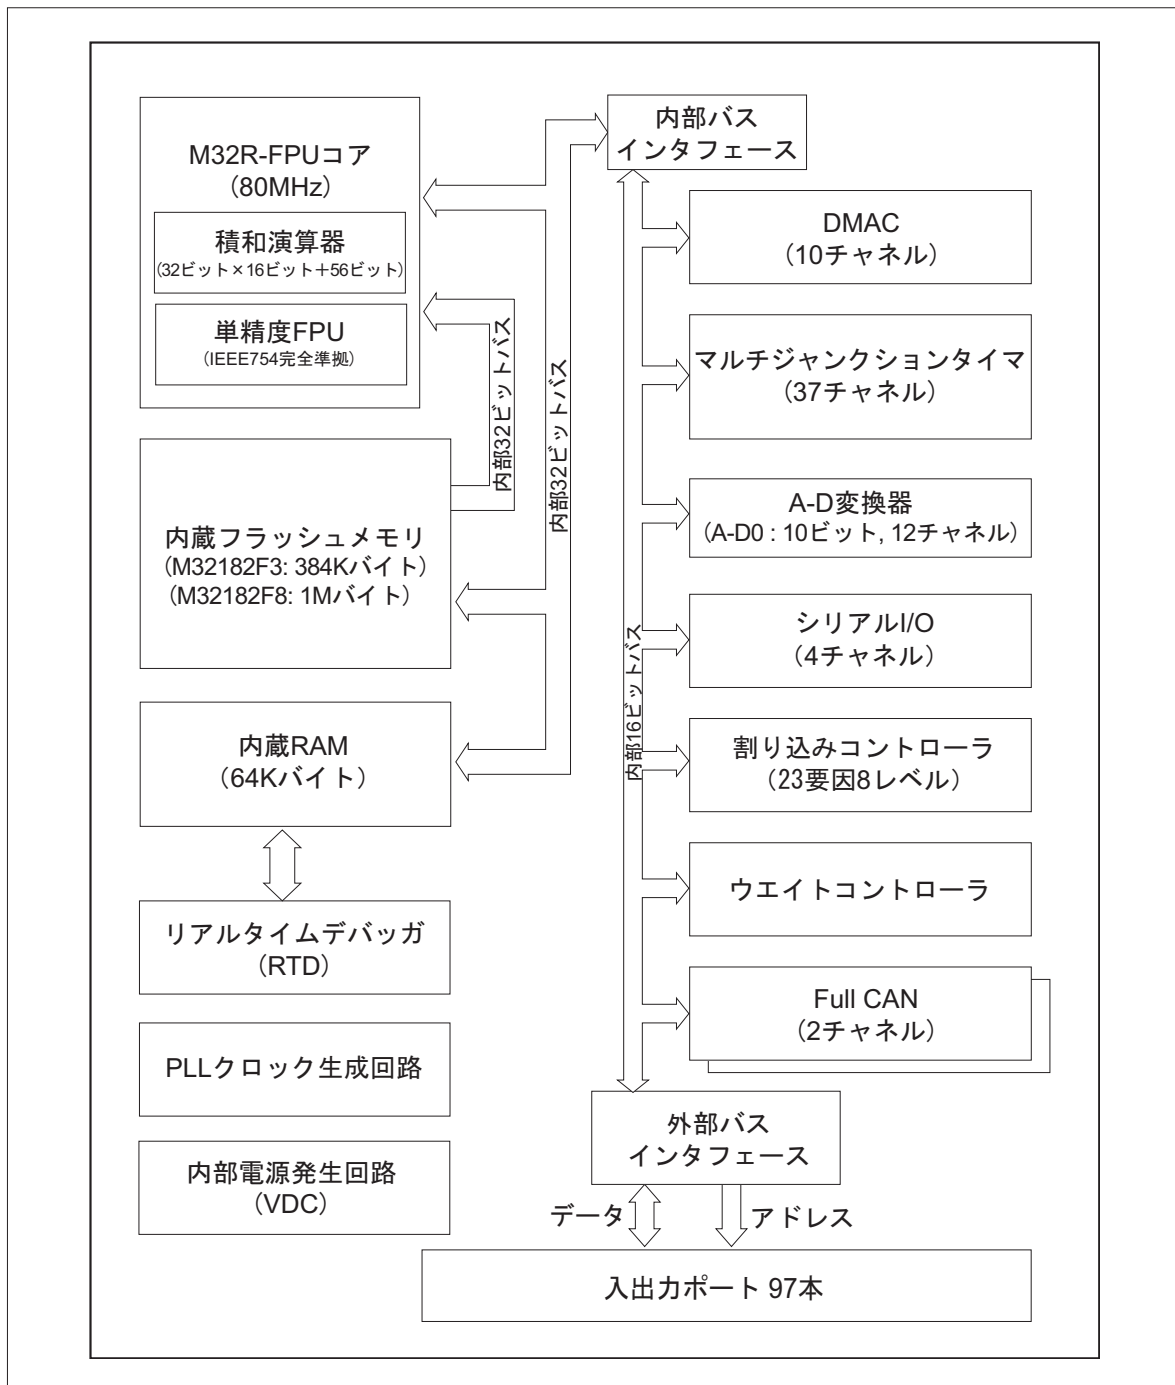 M32R-FPUコア
(80MHz)
積和演算器
(32ビット×16ビット＋56ビット)
単精度FPU
(IEEE754完全準拠)
内蔵フラッシュメモリ
(M32182F3: 384Kバイト)
(M32182F8: 1Mバイト)
内蔵RAM
(64Kバイト)
リアルタイムデバッガ
(RTD)
PLLクロック生成回路
内部電源発生回路
(VDC)
内部32ビットバス
内部32ビットバス
内部バス
インタフェース
内部16ビットバス
DMAC
(10チャネル)
マルチジャンクションタイマ
(37チャネル)
A-D変換器
(A-D0 : 10ビット, 12チャネル)
シリアルI/O
(4チャネル)
割り込みコントローラ
(23要因8レベル)
ウエイトコントローラ
Full CAN
(2チャネル)
外部バス
インタフェース
データ
アドレス
入出力ポート 97本